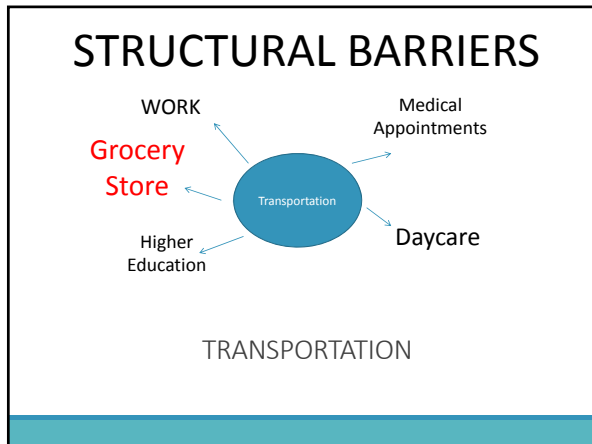 STRUCTURAL BARRIERS
WORK
Medical
Appointments
Grocery
Store
Transportation
Higher
Education
Daycare
TRANSPORTATION